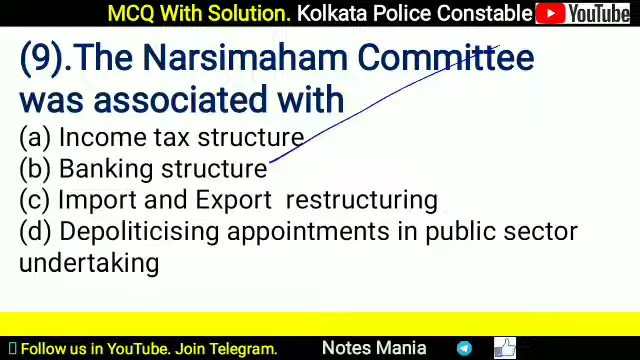 MCQ With Solution. Kolkata Police Constable YouTube
(9).The Narsimaham Committee
was associated with
(a) Income tax structure
(b) Banking structure
(c) Import and Export restructuring
(d) Depoliticising appointments in public sector
undertaking
Follow us in YouTube. Join Telegram. Notes Mania